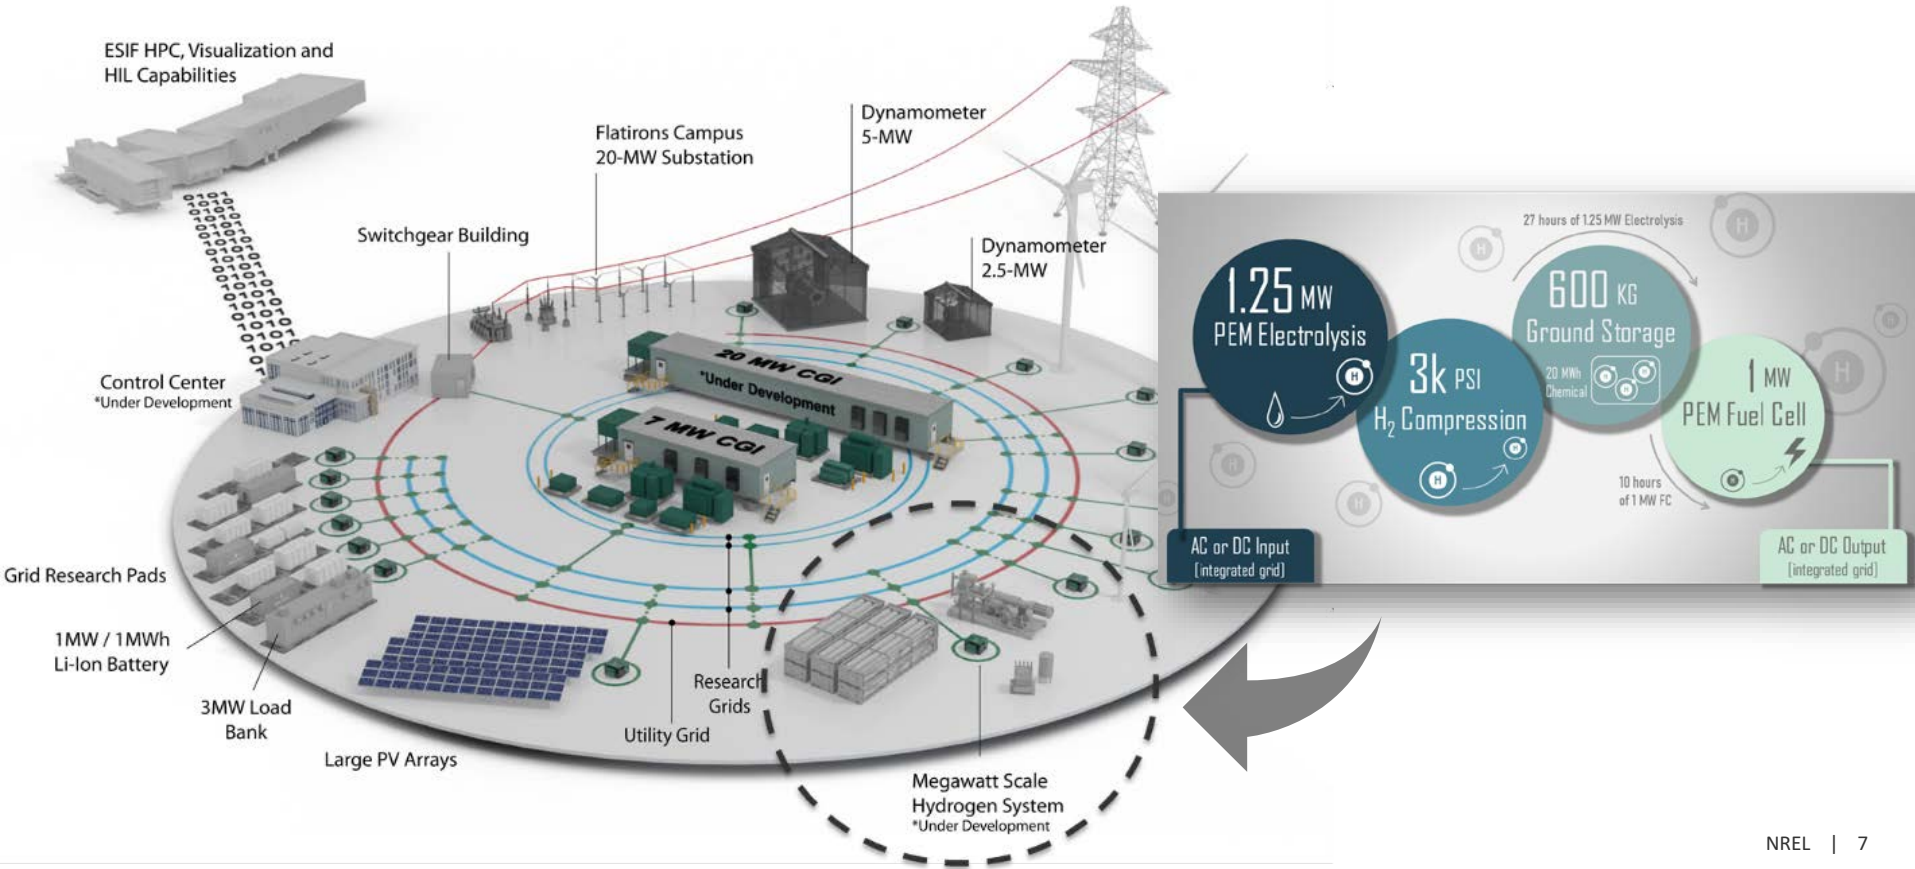 ESIF HPC, Visualization and
HIL Capabilities
Flatirons Campus
20-MW Substation
Dynamometer
5-MW
Switchgear Building
Dynamometer
2.5-MW
Control Center
*Under Development
20 MW CGI
*Under Development
7 MW CGI
Grid Research Pads
1MW / 1MWh
Li-Ion Battery
3MW Load
Bank
Large PV Arrays
Utility Grid
Research
Grids
Megawatt Scale
Hydrogen System
*Under Development
27 hours of 1.25 MW Electrolysis
1.25 MW
PEM Electrolysis
H
3k PSI
H₂ Compression
H
H
600 KG
Ground Storage
20 MWh
Chemical
H
H
H
1 MW
PEM Fuel Cell
H
10 hours
of 1 MW FC
AC or DC Input
[integrated grid]
AC or DC Output
[integrated grid]
H
H
H
H
H
H
H
NREL | 7